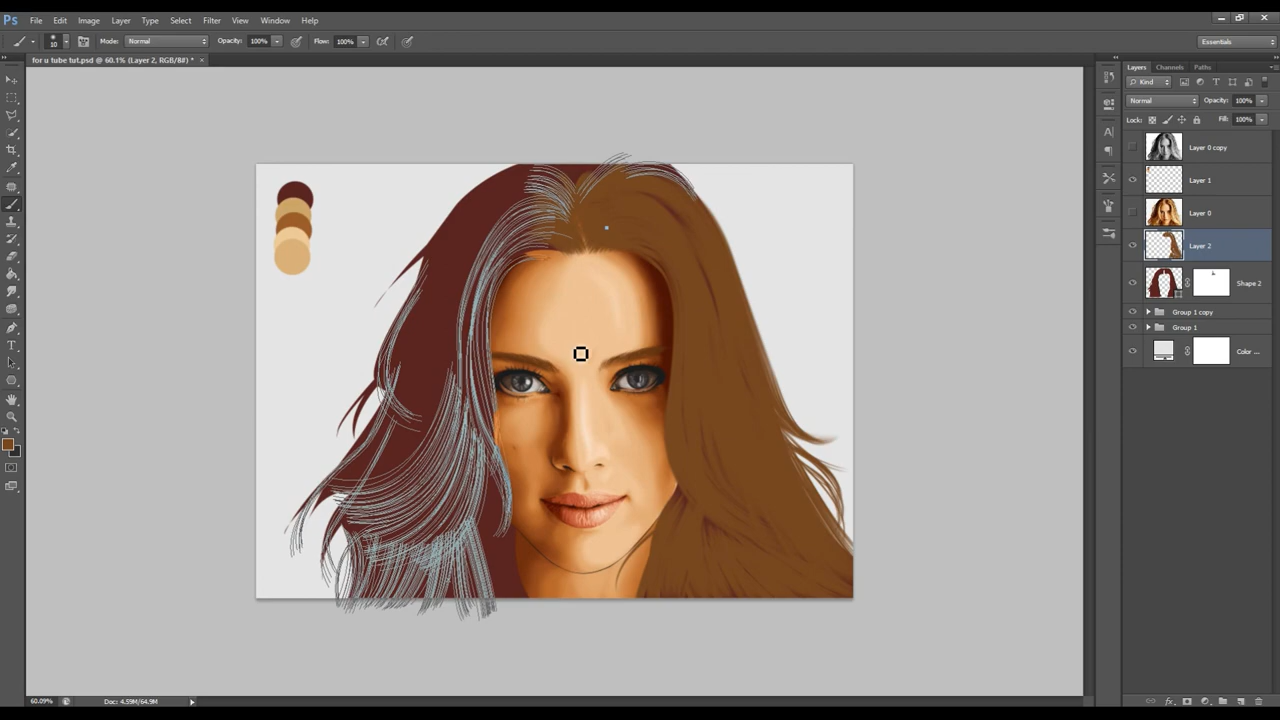 Ps File Edit Image Layer Type Select Filter View Window Help
10 Mode: Normal Opacity: 100% Flow: 100% Essentials
for u tube tut.psd @ 60.1% (Layer 2, RGB/8#) * ×
Layers Channels Paths
Kind
Normal Opacity: 100%
Lock: Fill: 100%
Layer 0 copy
Layer 1
Layer 0
Layer 2
Shape 2
Group 1 copy
Group 1
Color ...
60.09% Doc: 4.59M/64.9M